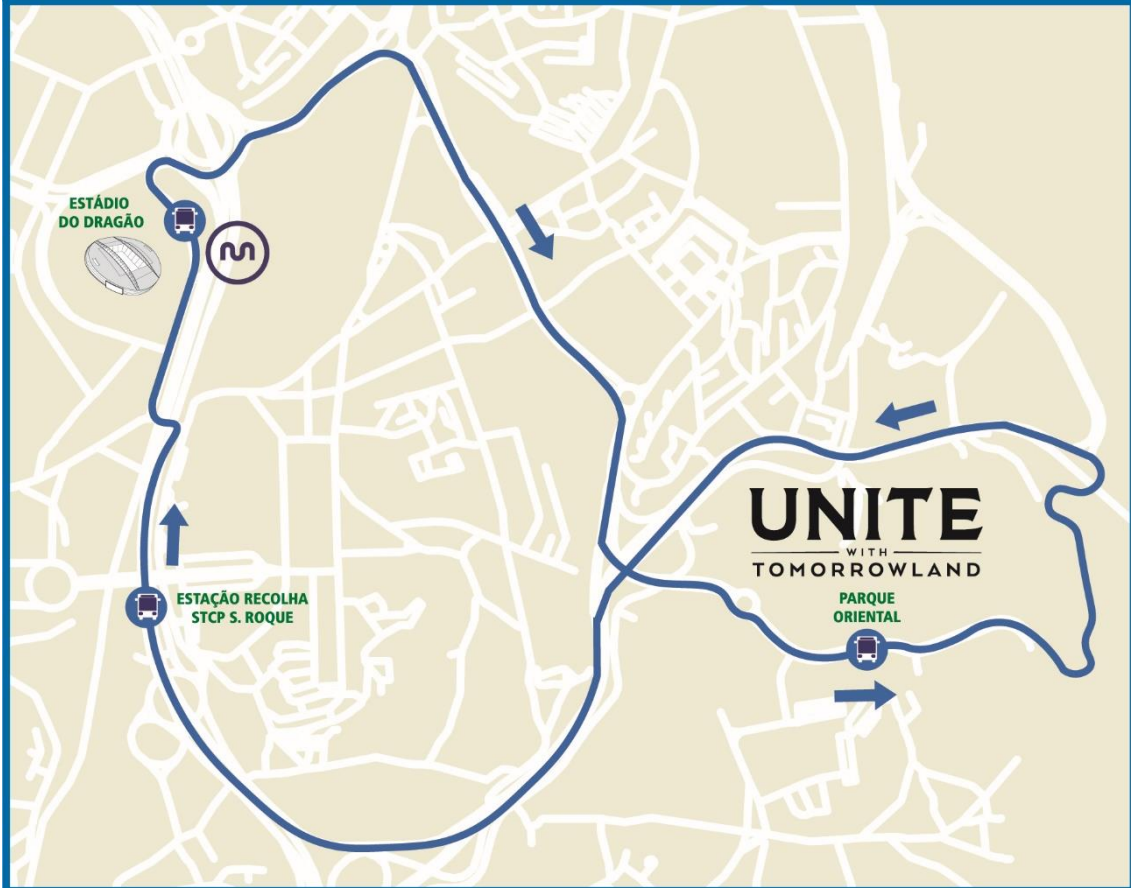 ESTÁDIO
DO DRAGÃO
UNITE
WITH
TOMORROWLAND
ESTAÇÃO RECOLHA
STCP S. ROQUE
PARQUE
ORIENTAL